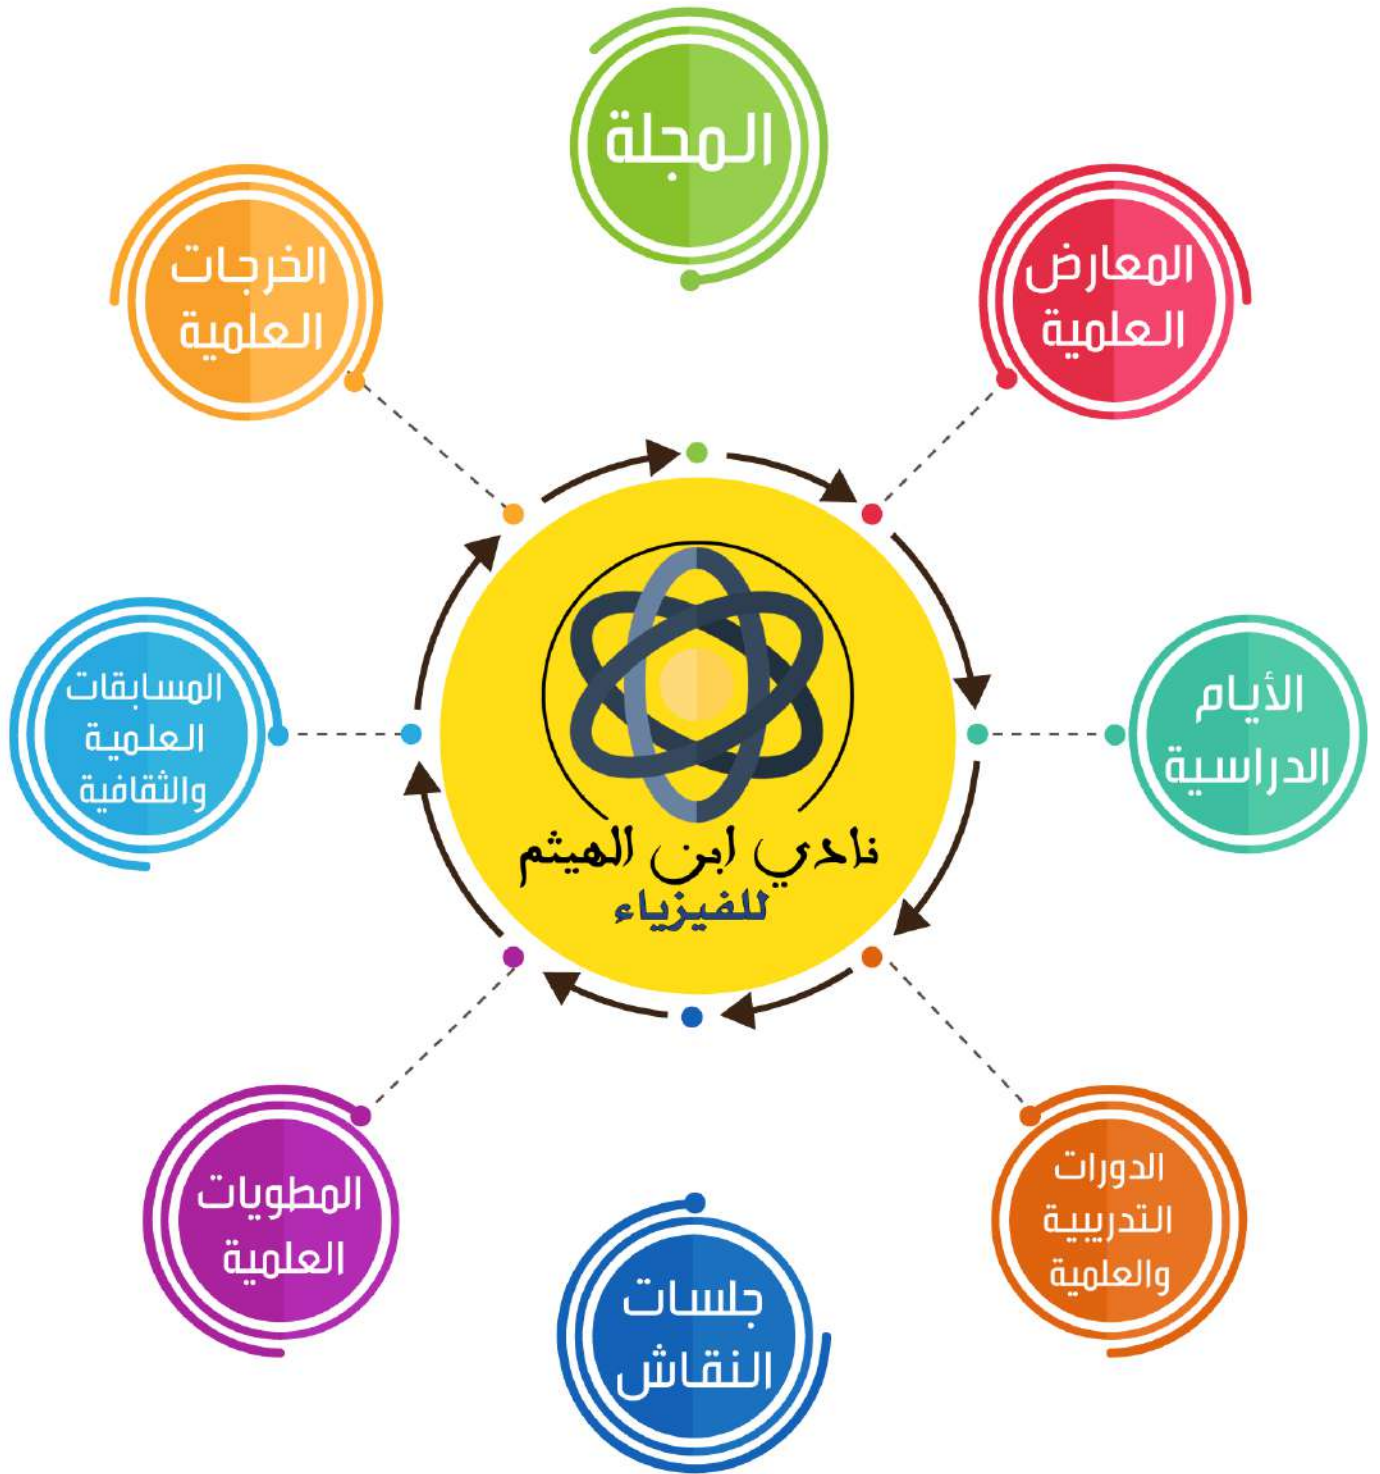 المجلة
المعارض
العلمية
الأيام
الدراسية
الدورات
التدريبية
والعلمية
جلسات
النقاش
المطويات
العلمية
المسابقات
العلمية
والثقافية
الخرجات
العلمية
نادي ابن الهيثم
للفيزياء